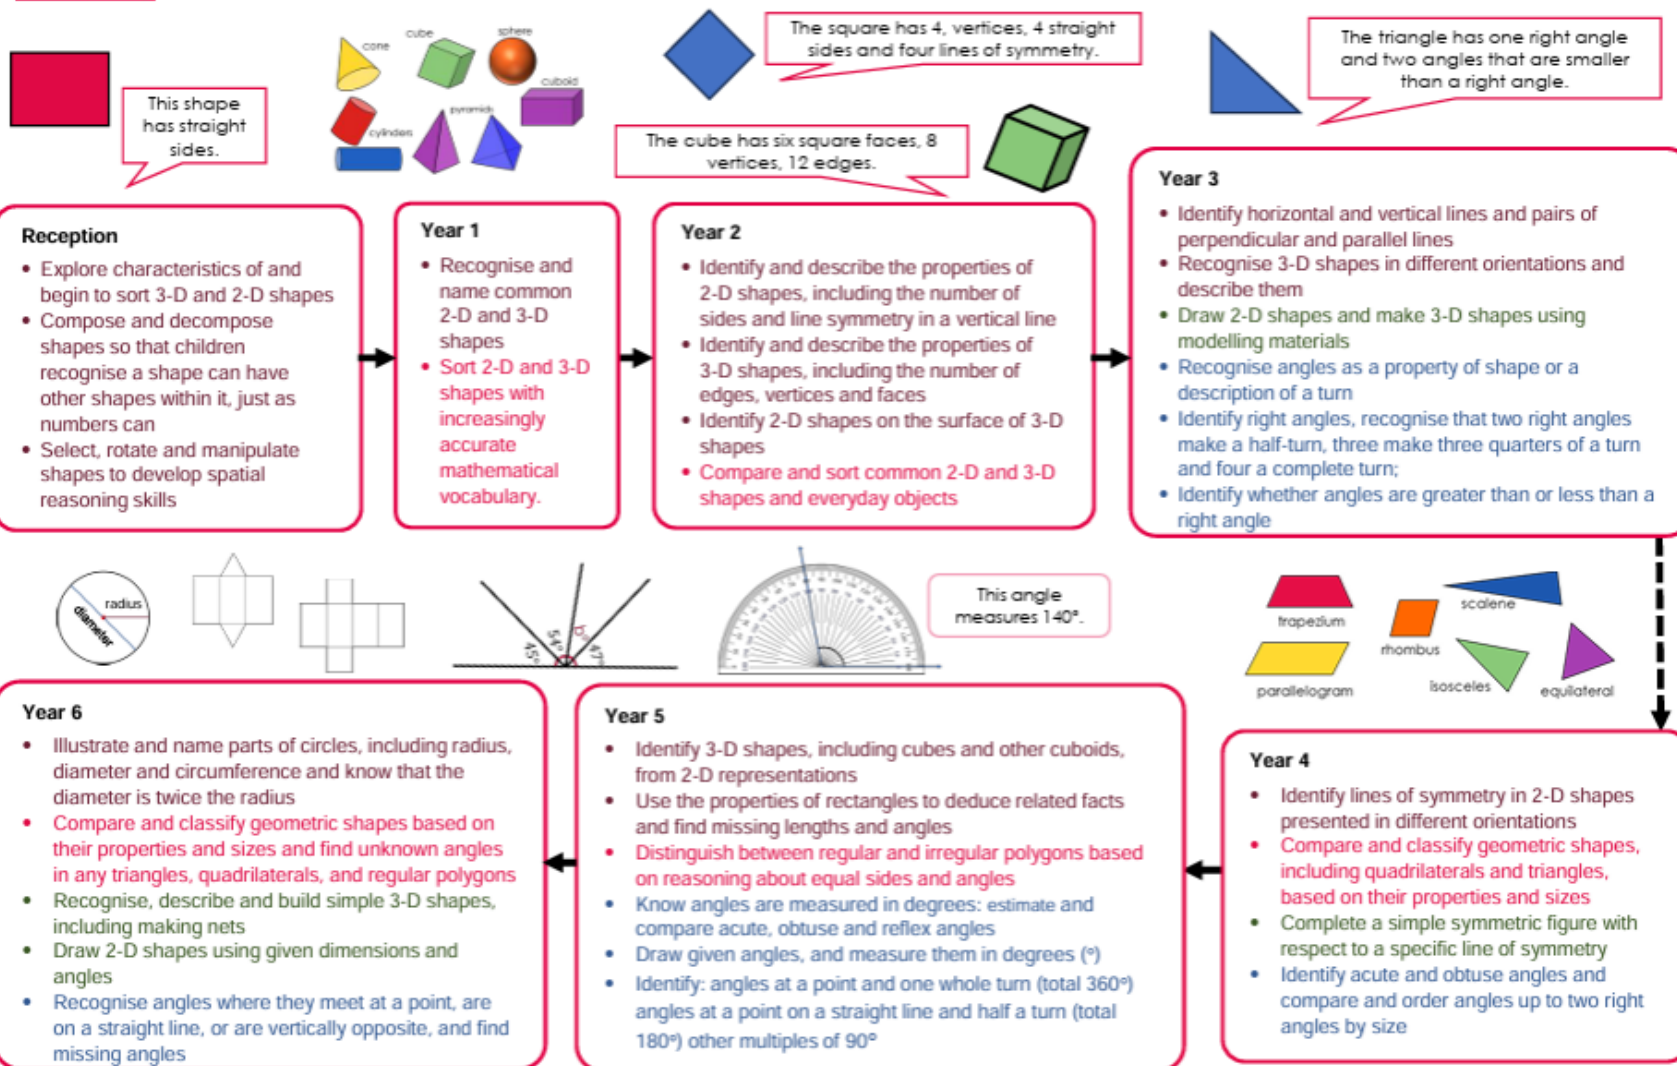 cone
cube
sphere
cuboid
cylinders
pyramids
This shape
has straight
sides.
The square has 4, vertices, 4 straight
sides and four lines of symmetry.
The cube has six square faces, 8
vertices, 12 edges.
The triangle has one right angle
and two angles that are smaller
than a right angle.
Reception
• Explore characteristics of and
begin to sort 3-D and 2-D shapes
• Compose and decompose
shapes so that children
recognise a shape can have
other shapes within it, just as
numbers can
• Select, rotate and manipulate
shapes to develop spatial
reasoning skills
Year 1
• Recognise and
name common
2-D and 3-D
shapes
• Sort 2-D and 3-D
shapes with
increasingly
accurate
mathematical
vocabulary.
Year 2
• Identify and describe the properties of
2-D shapes, including the number of
sides and line symmetry in a vertical line
• Identify and describe the properties of
3-D shapes, including the number of
edges, vertices and faces
• Identify 2-D shapes on the surface of 3-D
shapes
• Compare and sort common 2-D and 3-D
shapes and everyday objects
Year 3
• Identify horizontal and vertical lines and pairs of
perpendicular and parallel lines
• Recognise 3-D shapes in different orientations and
describe them
• Draw 2-D shapes and make 3-D shapes using
modelling materials
• Recognise angles as a property of shape or a
description of a turn
• Identify right angles, recognise that two right angles
make a half-turn, three make three quarters of a turn
and four a complete turn;
• Identify whether angles are greater than or less than a
right angle
radius
diameter
45°
54°
b°
47°
This angle
measures 140°.
trapezium
scalene
rhombus
parallelogram
isosceles
equilateral
Year 6
• Illustrate and name parts of circles, including radius,
diameter and circumference and know that the
diameter is twice the radius
• Compare and classify geometric shapes based on
their properties and sizes and find unknown angles
in any triangles, quadrilaterals, and regular polygons
• Recognise, describe and build simple 3-D shapes,
including making nets
• Draw 2-D shapes using given dimensions and
angles
• Recognise angles where they meet at a point, are
on a straight line, or are vertically opposite, and find
missing angles
Year 5
• Identify 3-D shapes, including cubes and other cuboids,
from 2-D representations
• Use the properties of rectangles to deduce related facts
and find missing lengths and angles
• Distinguish between regular and irregular polygons based
on reasoning about equal sides and angles
• Know angles are measured in degrees: estimate and
compare acute, obtuse and reflex angles
• Draw given angles, and measure them in degrees (°)
• Identify: angles at a point and one whole turn (total 360°)
angles at a point on a straight line and half a turn (total
180°) other multiples of 90°
Year 4
• Identify lines of symmetry in 2-D shapes
presented in different orientations
• Compare and classify geometric shapes,
including quadrilaterals and triangles,
based on their properties and sizes
• Complete a simple symmetric figure with
respect to a specific line of symmetry
• Identify acute and obtuse angles and
compare and order angles up to two right
angles by size